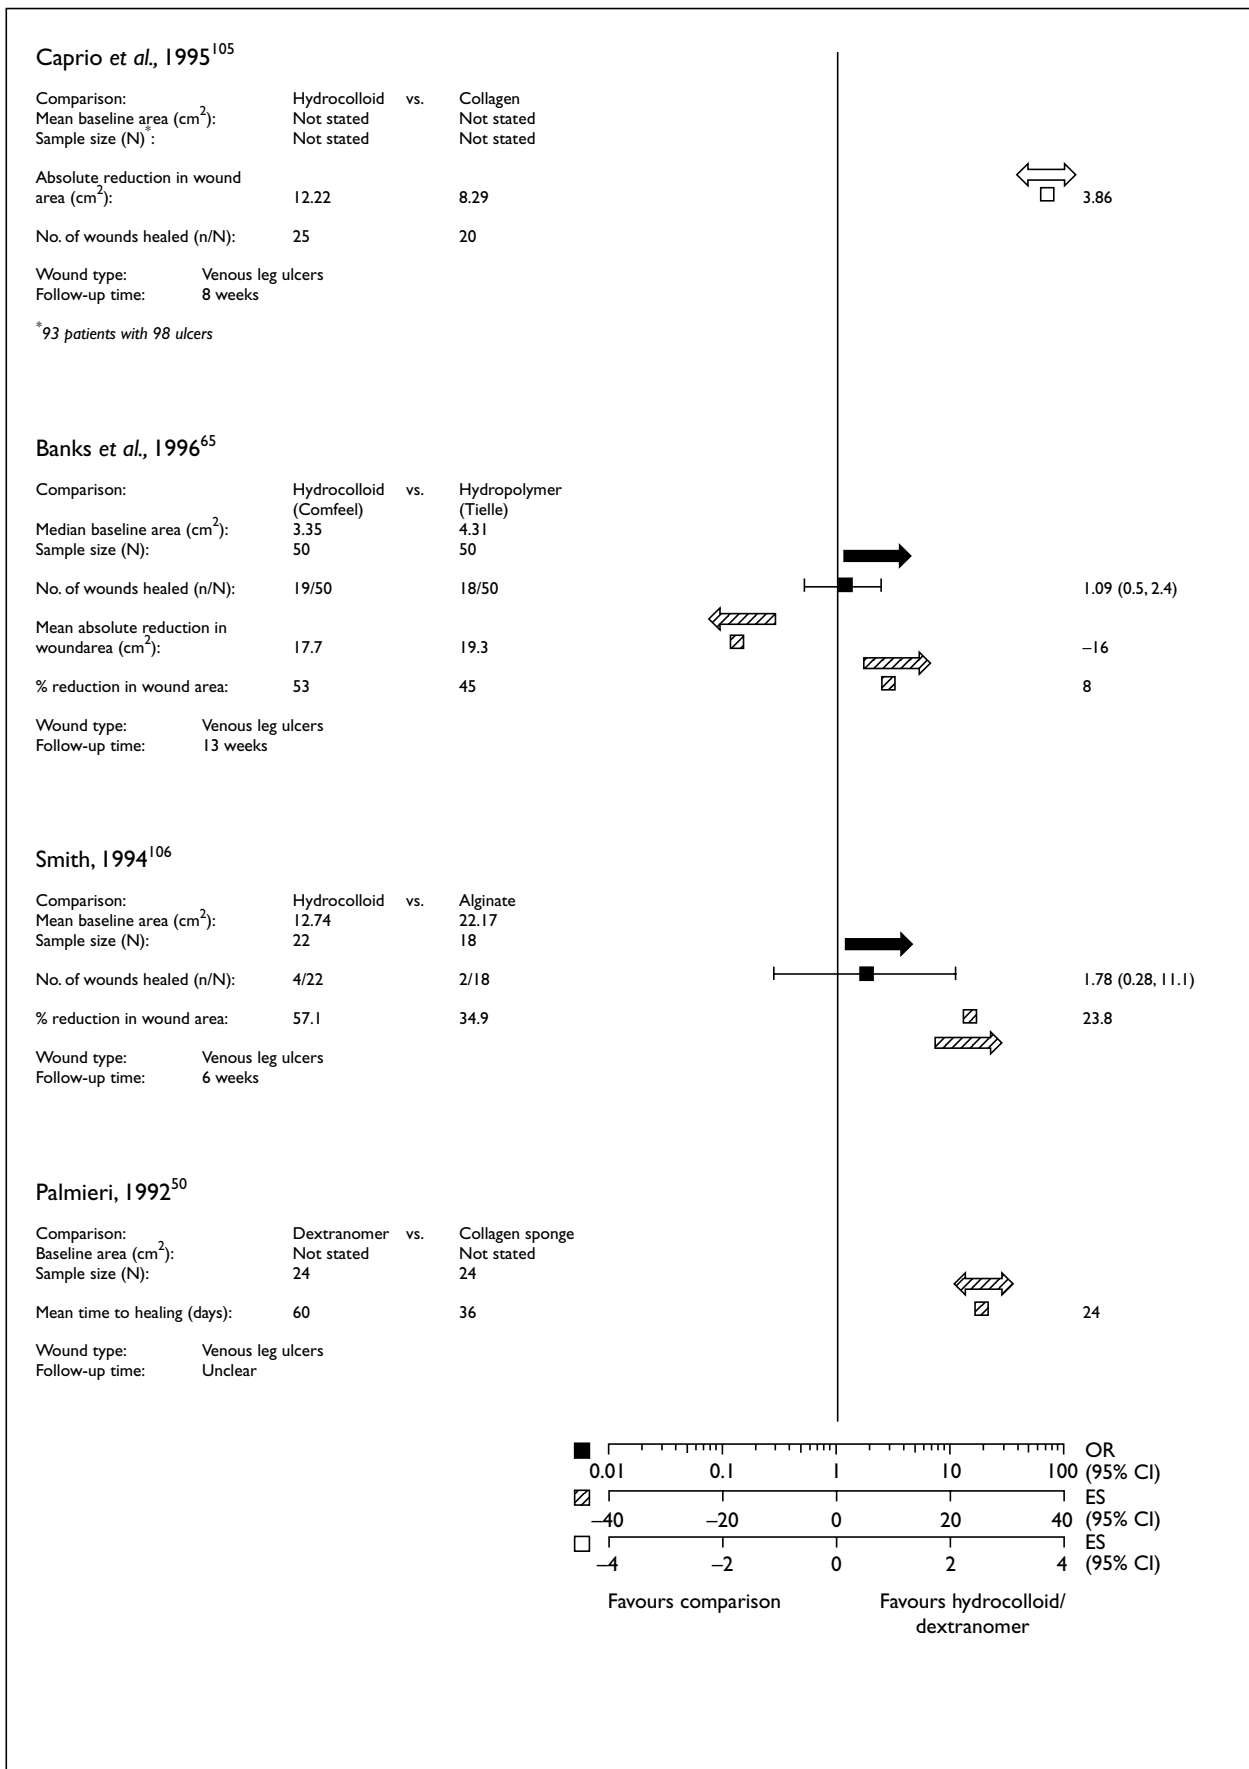 Caprio et al., 1995105
Comparison: Hydrocolloid vs. Collagen
Mean baseline area (cm2): Not stated Not stated
Sample size (N)*: Not stated Not stated
Absolute reduction in wound
area (cm2): 12.22 8.29 3.86
No. of wounds healed (n/N): 25 20
Wound type: Venous leg ulcers
Follow-up time: 8 weeks
*93 patients with 98 ulcers
Banks et al., 199665
Comparison: Hydrocolloid vs. Hydropolymer
(Comfeel) (Tielle)
Median baseline area (cm2): 3.35 4.31
Sample size (N): 50 50
No. of wounds healed (n/N): 19/50 18/50 1.09 (0.5, 2.4)
Mean absolute reduction in
woundarea (cm2): 17.7 19.3 –16
% reduction in wound area: 53 45 8
Wound type: Venous leg ulcers
Follow-up time: 13 weeks
Smith, 1994106
Comparison: Hydrocolloid vs. Alginate
Mean baseline area (cm2): 12.74 22.17
Sample size (N): 22 18
No. of wounds healed (n/N): 4/22 2/18 1.78 (0.28, 11.1)
% reduction in wound area: 57.1 34.9 23.8
Wound type: Venous leg ulcers
Follow-up time: 6 weeks
Palmieri, 199250
Comparison: Dextranomer vs. Collagen sponge
Baseline area (cm2): Not stated Not stated
Sample size (N): 24 24
Mean time to healing (days): 60 36 24
Wound type: Venous leg ulcers
Follow-up time: Unclear
OR
0.01 0.1 1 10 100 (95% CI)
ES
–40 –20 0 20 40 (95% CI)
ES
–4 –2 0 2 4 (95% CI)
Favours comparison Favours hydrocolloid/
dextranomer